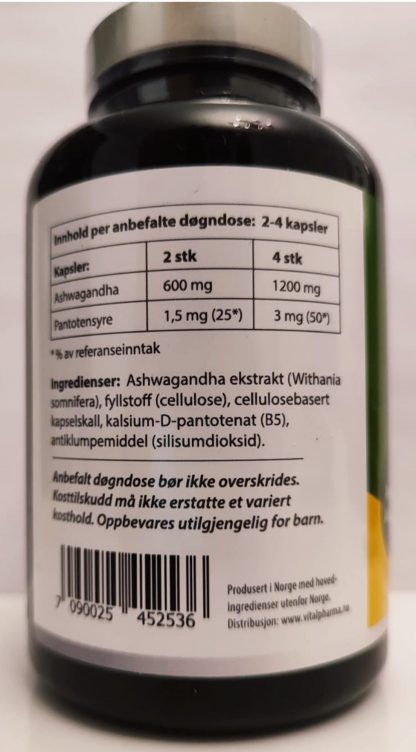 Innhold per anbefalte døgndose: 2-4 kapsler
Kapsler: 2 stk 4 stk
Ashwagandha 600 mg 1200 mg
Pantotensyre 1,5 mg (25*) 3 mg (50*)
*% av referanseinntak
Ingredienser: Ashwagandha ekstrakt (Withania
somnifera), fyllstoff (cellulose), cellulosebasert
kapselskall, kalsium-D-pantotenat (B5),
antiklumpemiddel (silisumdioksid).
Anbefalt døgndose bør ikke overskrides.
Kosttilskudd må ikke erstatte et variert
kosthold. Oppbevares utilgjengelig for barn.
7 090025 452536
Produsert i Norge med hoved-
ingredienser utenfor Norge.
Distribusjon: www.vitalpharma.no